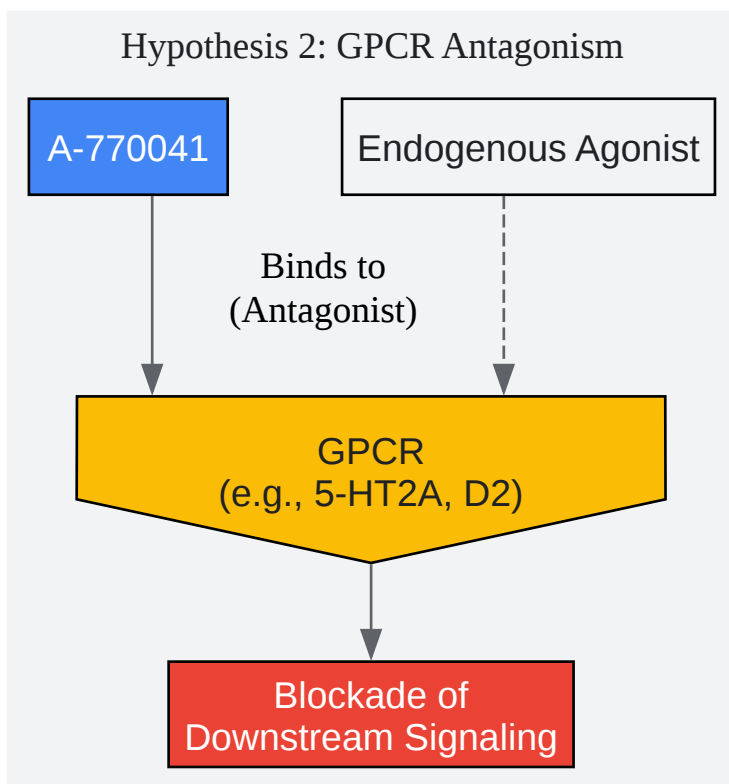 Hypothesis 2: GPCR Antagonism
A-770041
Endogenous Agonist
Binds to
(Antagonist)
GPCR
(e.g., 5-HT2A, D2)
Blockade of
Downstream Signaling